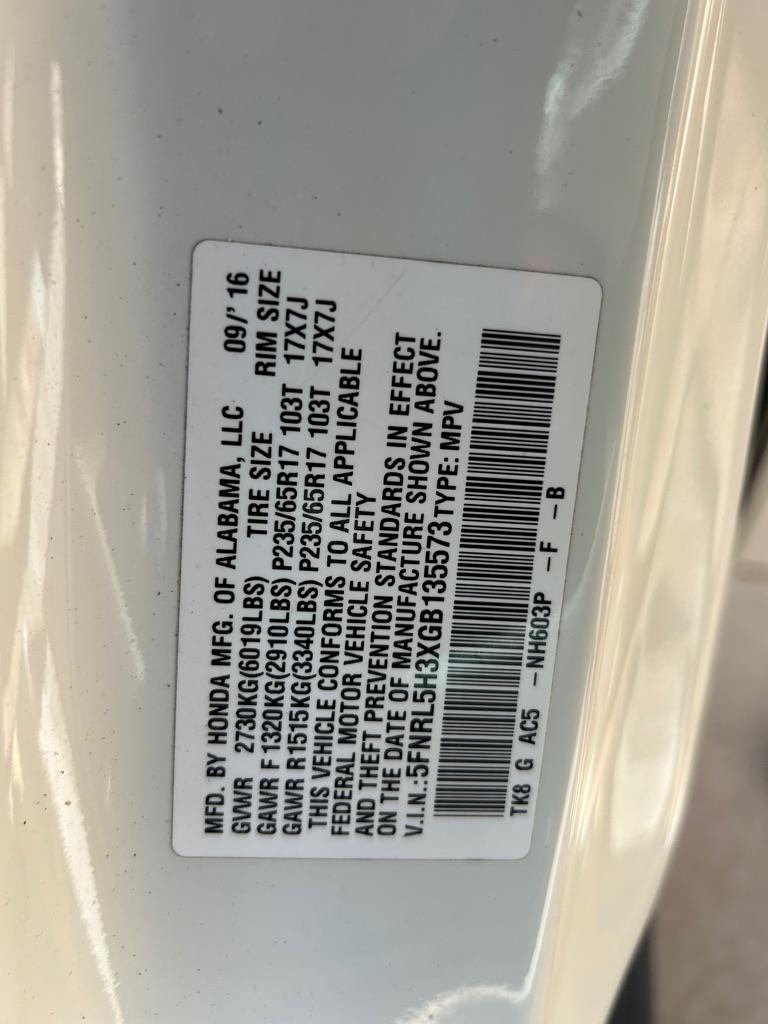 MFD. BY HONDA MFG. OF ALABAMA, LLC 09/' 16
GVWR 2730KG(6019LBS) TIRE SIZE RIM SIZE
GAWR F 1320KG(2910LBS) P235/65R17 103T 17X7J
GAWR R1515KG(3340LBS) P235/65R17 103T 17X7J
THIS VEHICLE CONFORMS TO ALL APPLICABLE
FEDERAL MOTOR VEHICLE SAFETY
AND THEFT PREVENTION STANDARDS IN EFFECT
ON THE DATE OF MANUFACTURE SHOWN ABOVE.
V.I.N.:5FNRL5H3XGB135573 TYPE: MPV
TK8 G AC5 -NH603P -F -B